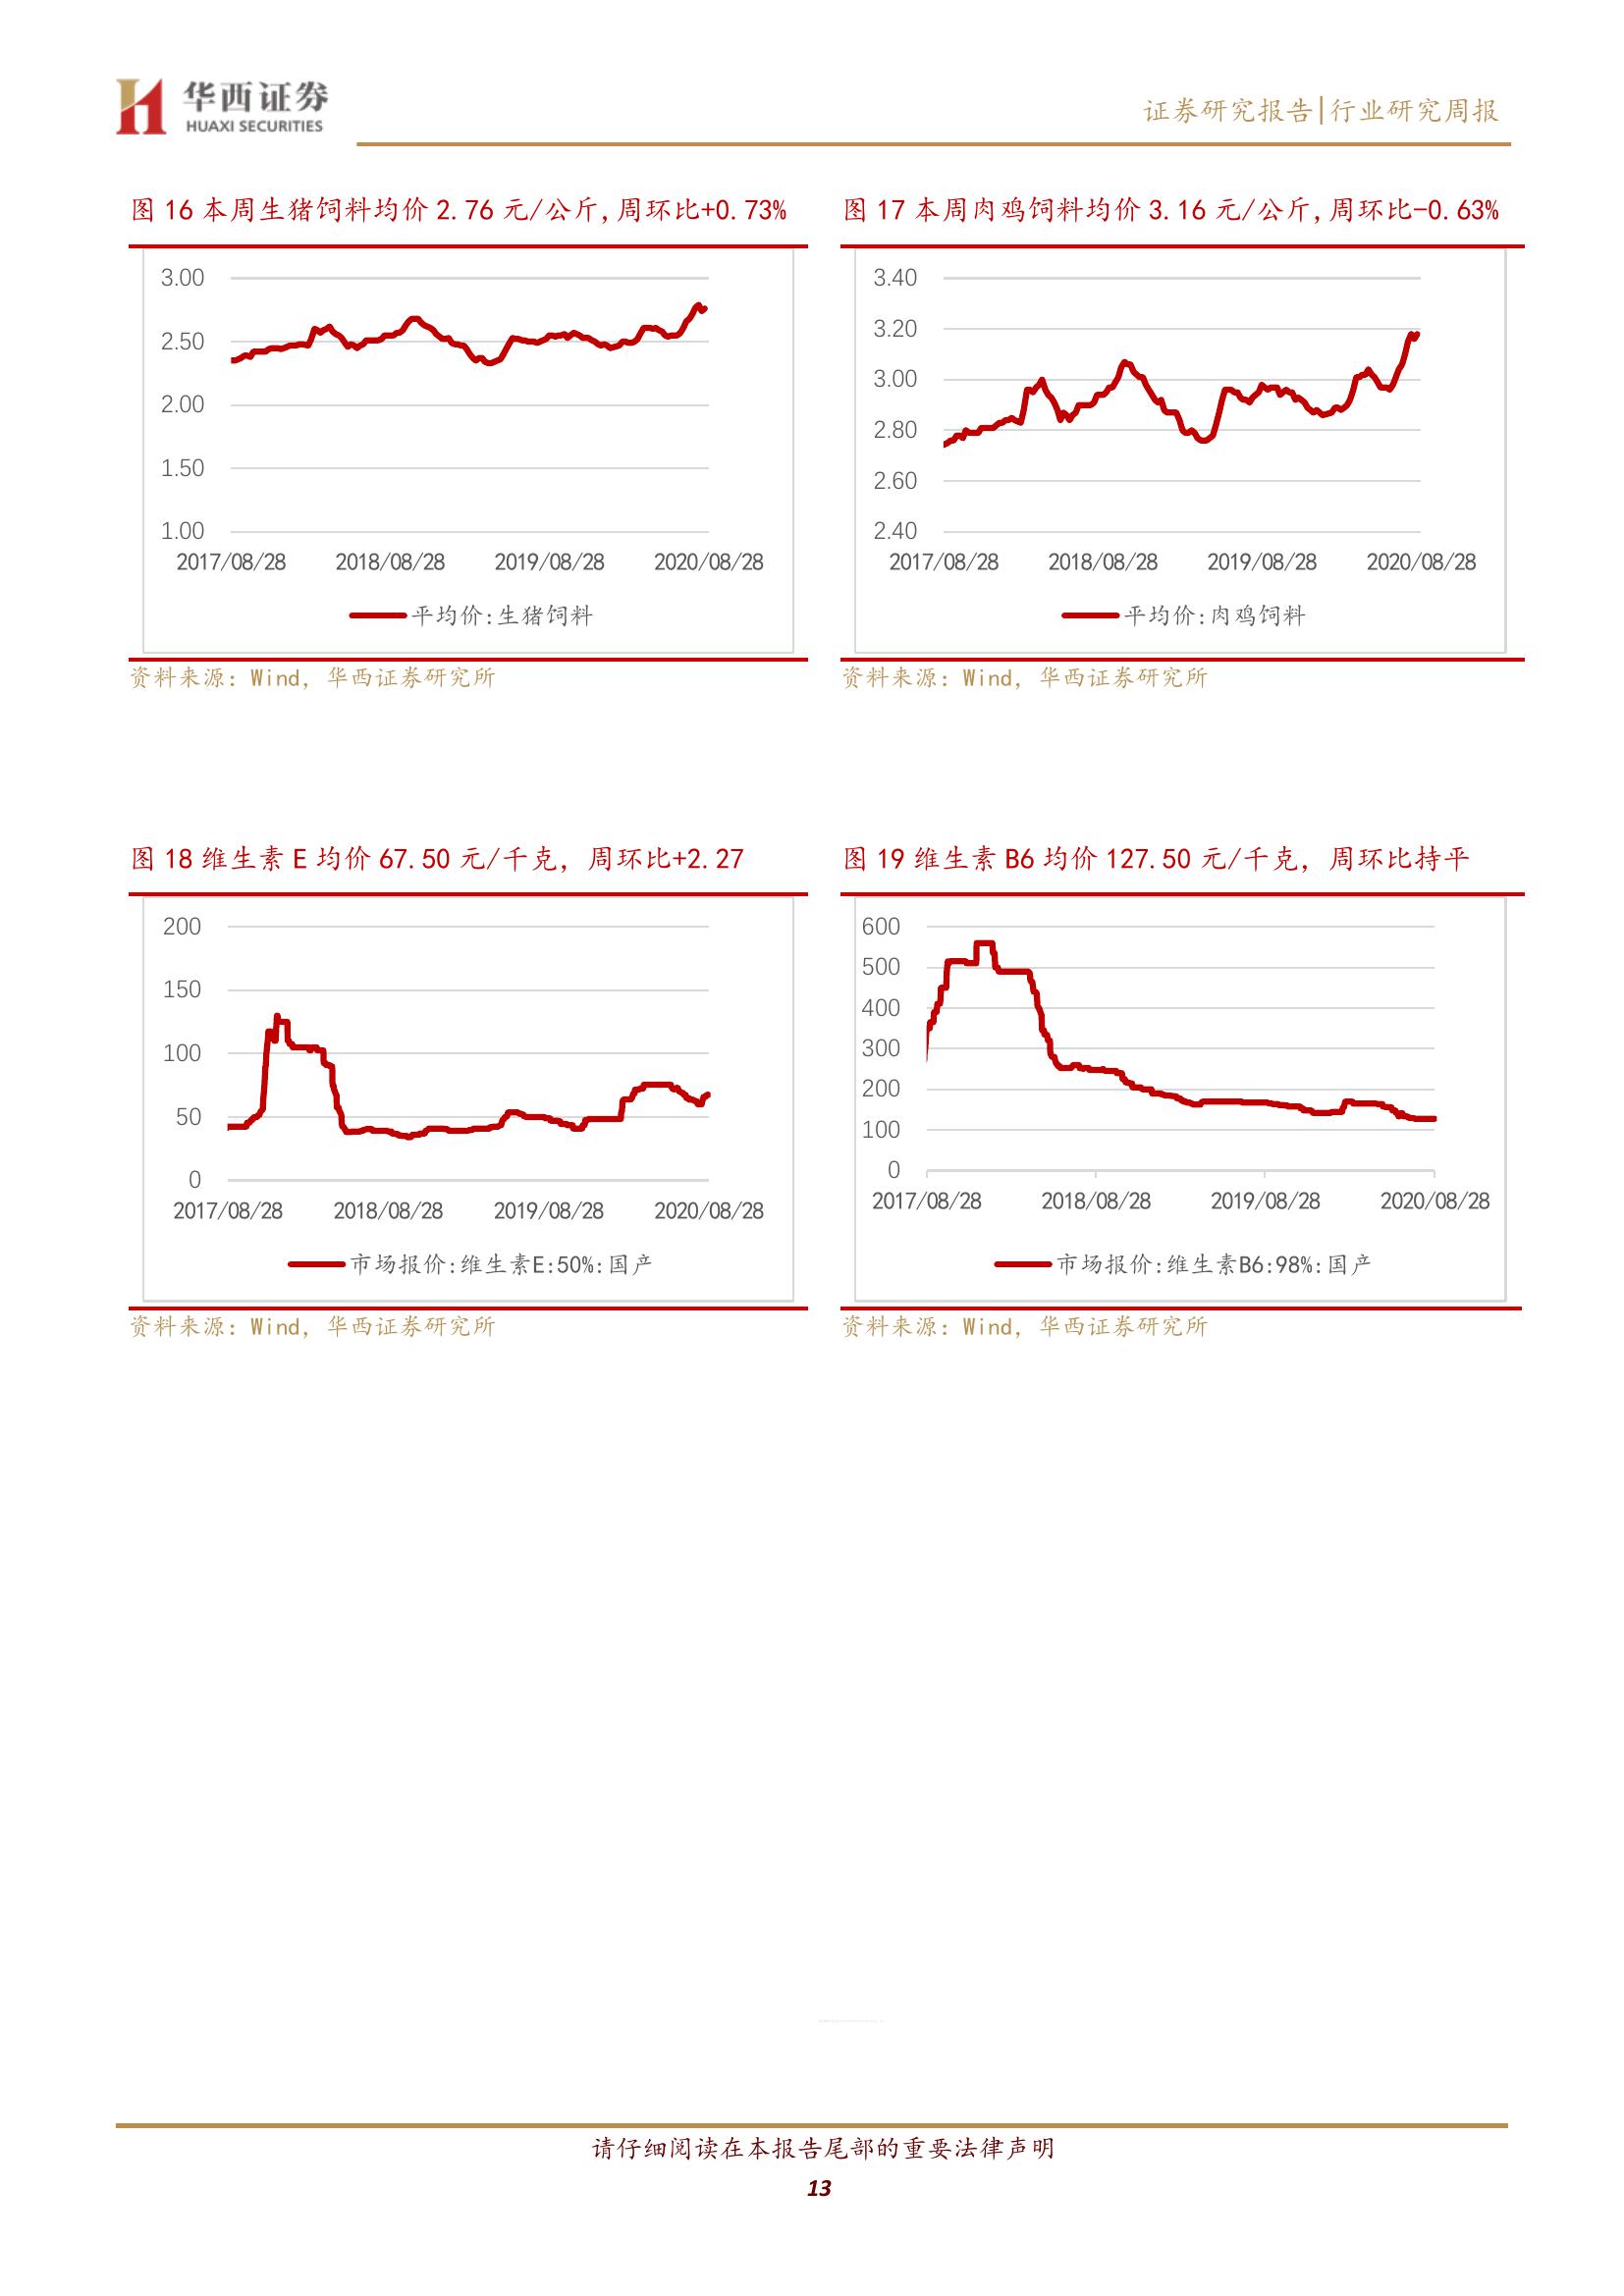 华西证券
HUAXI SECURITIES
证券研究报告|行业研究周报
图 16 本周生猪饲料均价 2.76 元/公斤,周环比+0.73%
3.00
2.50
2.00
1.50
1.00
2017/08/28 2018/08/28 2019/08/28 2020/08/28
平均价:生猪饲料
资料来源: Wind, 华西证券研究所
图 17 本周肉鸡饲料均价 3.16 元/公斤,周环比-0.63%
3.40
3.20
3.00
2.80
2.60
2.40
2017/08/28 2018/08/28 2019/08/28 2020/08/28
平均价:肉鸡饲料
资料来源: Wind, 华西证券研究所
图 18 维生素 E 均价 67.50 元/千克, 周环比+2.27
200
150
100
50
0
2017/08/28 2018/08/28 2019/08/28 2020/08/28
市场报价:维生素E:50%:国产
资料来源: Wind, 华西证券研究所
图 19 维生素 B6 均价 127.50 元/千克, 周环比持平
600
500
400
300
200
100
0
2017/08/28 2018/08/28 2019/08/28 2020/08/28
市场报价:维生素B6:98%:国产
资料来源: Wind, 华西证券研究所
请仔细阅读在本报告尾部的重要法律声明
13